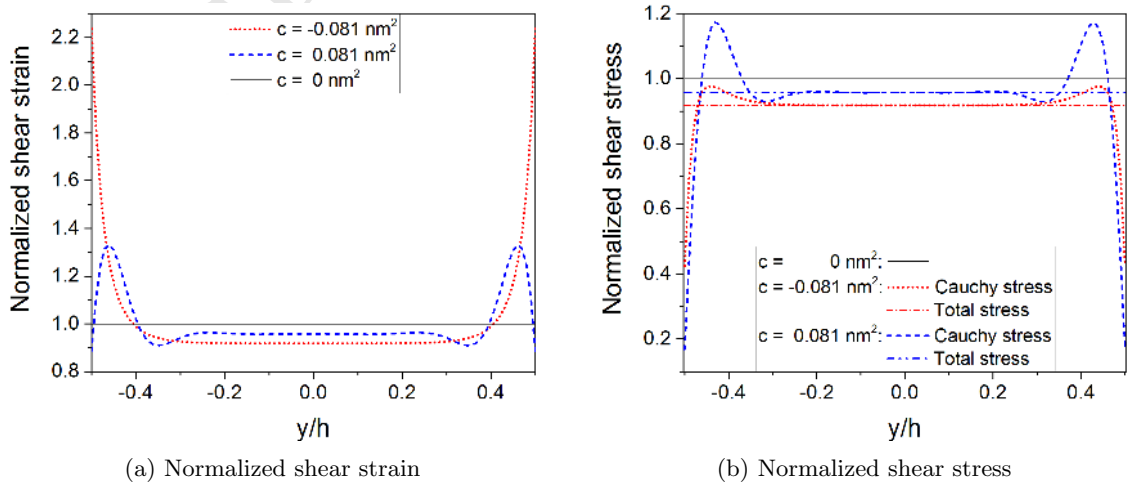 Normalized shear strain
2.2
2.0
1.8
1.6
1.4
1.2
1.0
0.8
c = -0.081 nm²
c = 0.081 nm²
c = 0 nm²
-0.4 -0.2 0.0 0.2 0.4
y/h
(a) Normalized shear strain
Normalized shear stress
1.2
1.0
0.8
0.6
0.4
0.2
c = 0 nm²:
c = -0.081 nm²: Cauchy stress
Total stress
c = 0.081 nm²: Cauchy stress
Total stress
-0.4 -0.2 0.0 0.2 0.4
y/h
(b) Normalized shear stress